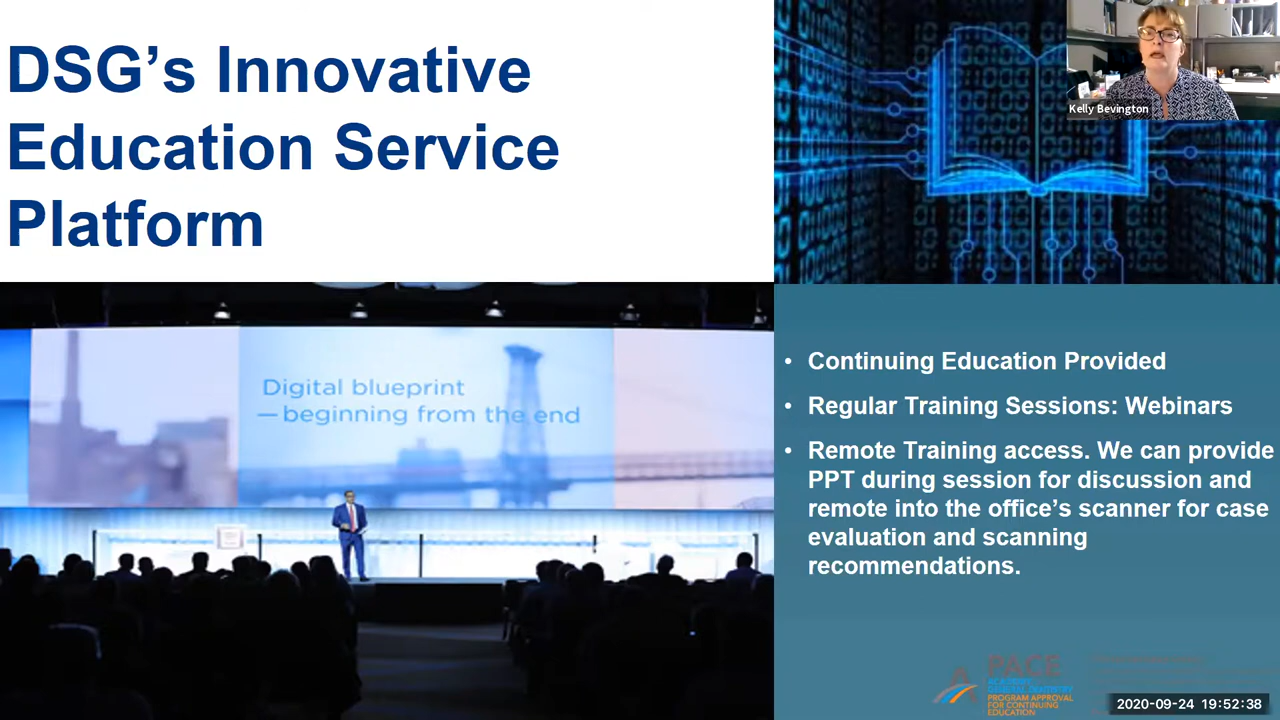 DSG’s Innovative
Education Service
Platform
Kelly Bevington
Digital blueprint
—beginning from the end
• Continuing Education Provided
• Regular Training Sessions: Webinars
• Remote Training access. We can provide
PPT during session for discussion and
remote into the office’s scanner for case
evaluation and scanning
recommendations.
PACE
ACADEMY
PROGRAM APPROVAL
FOR CONTINUING
EDUCATION
2020-09-24 19:52:38